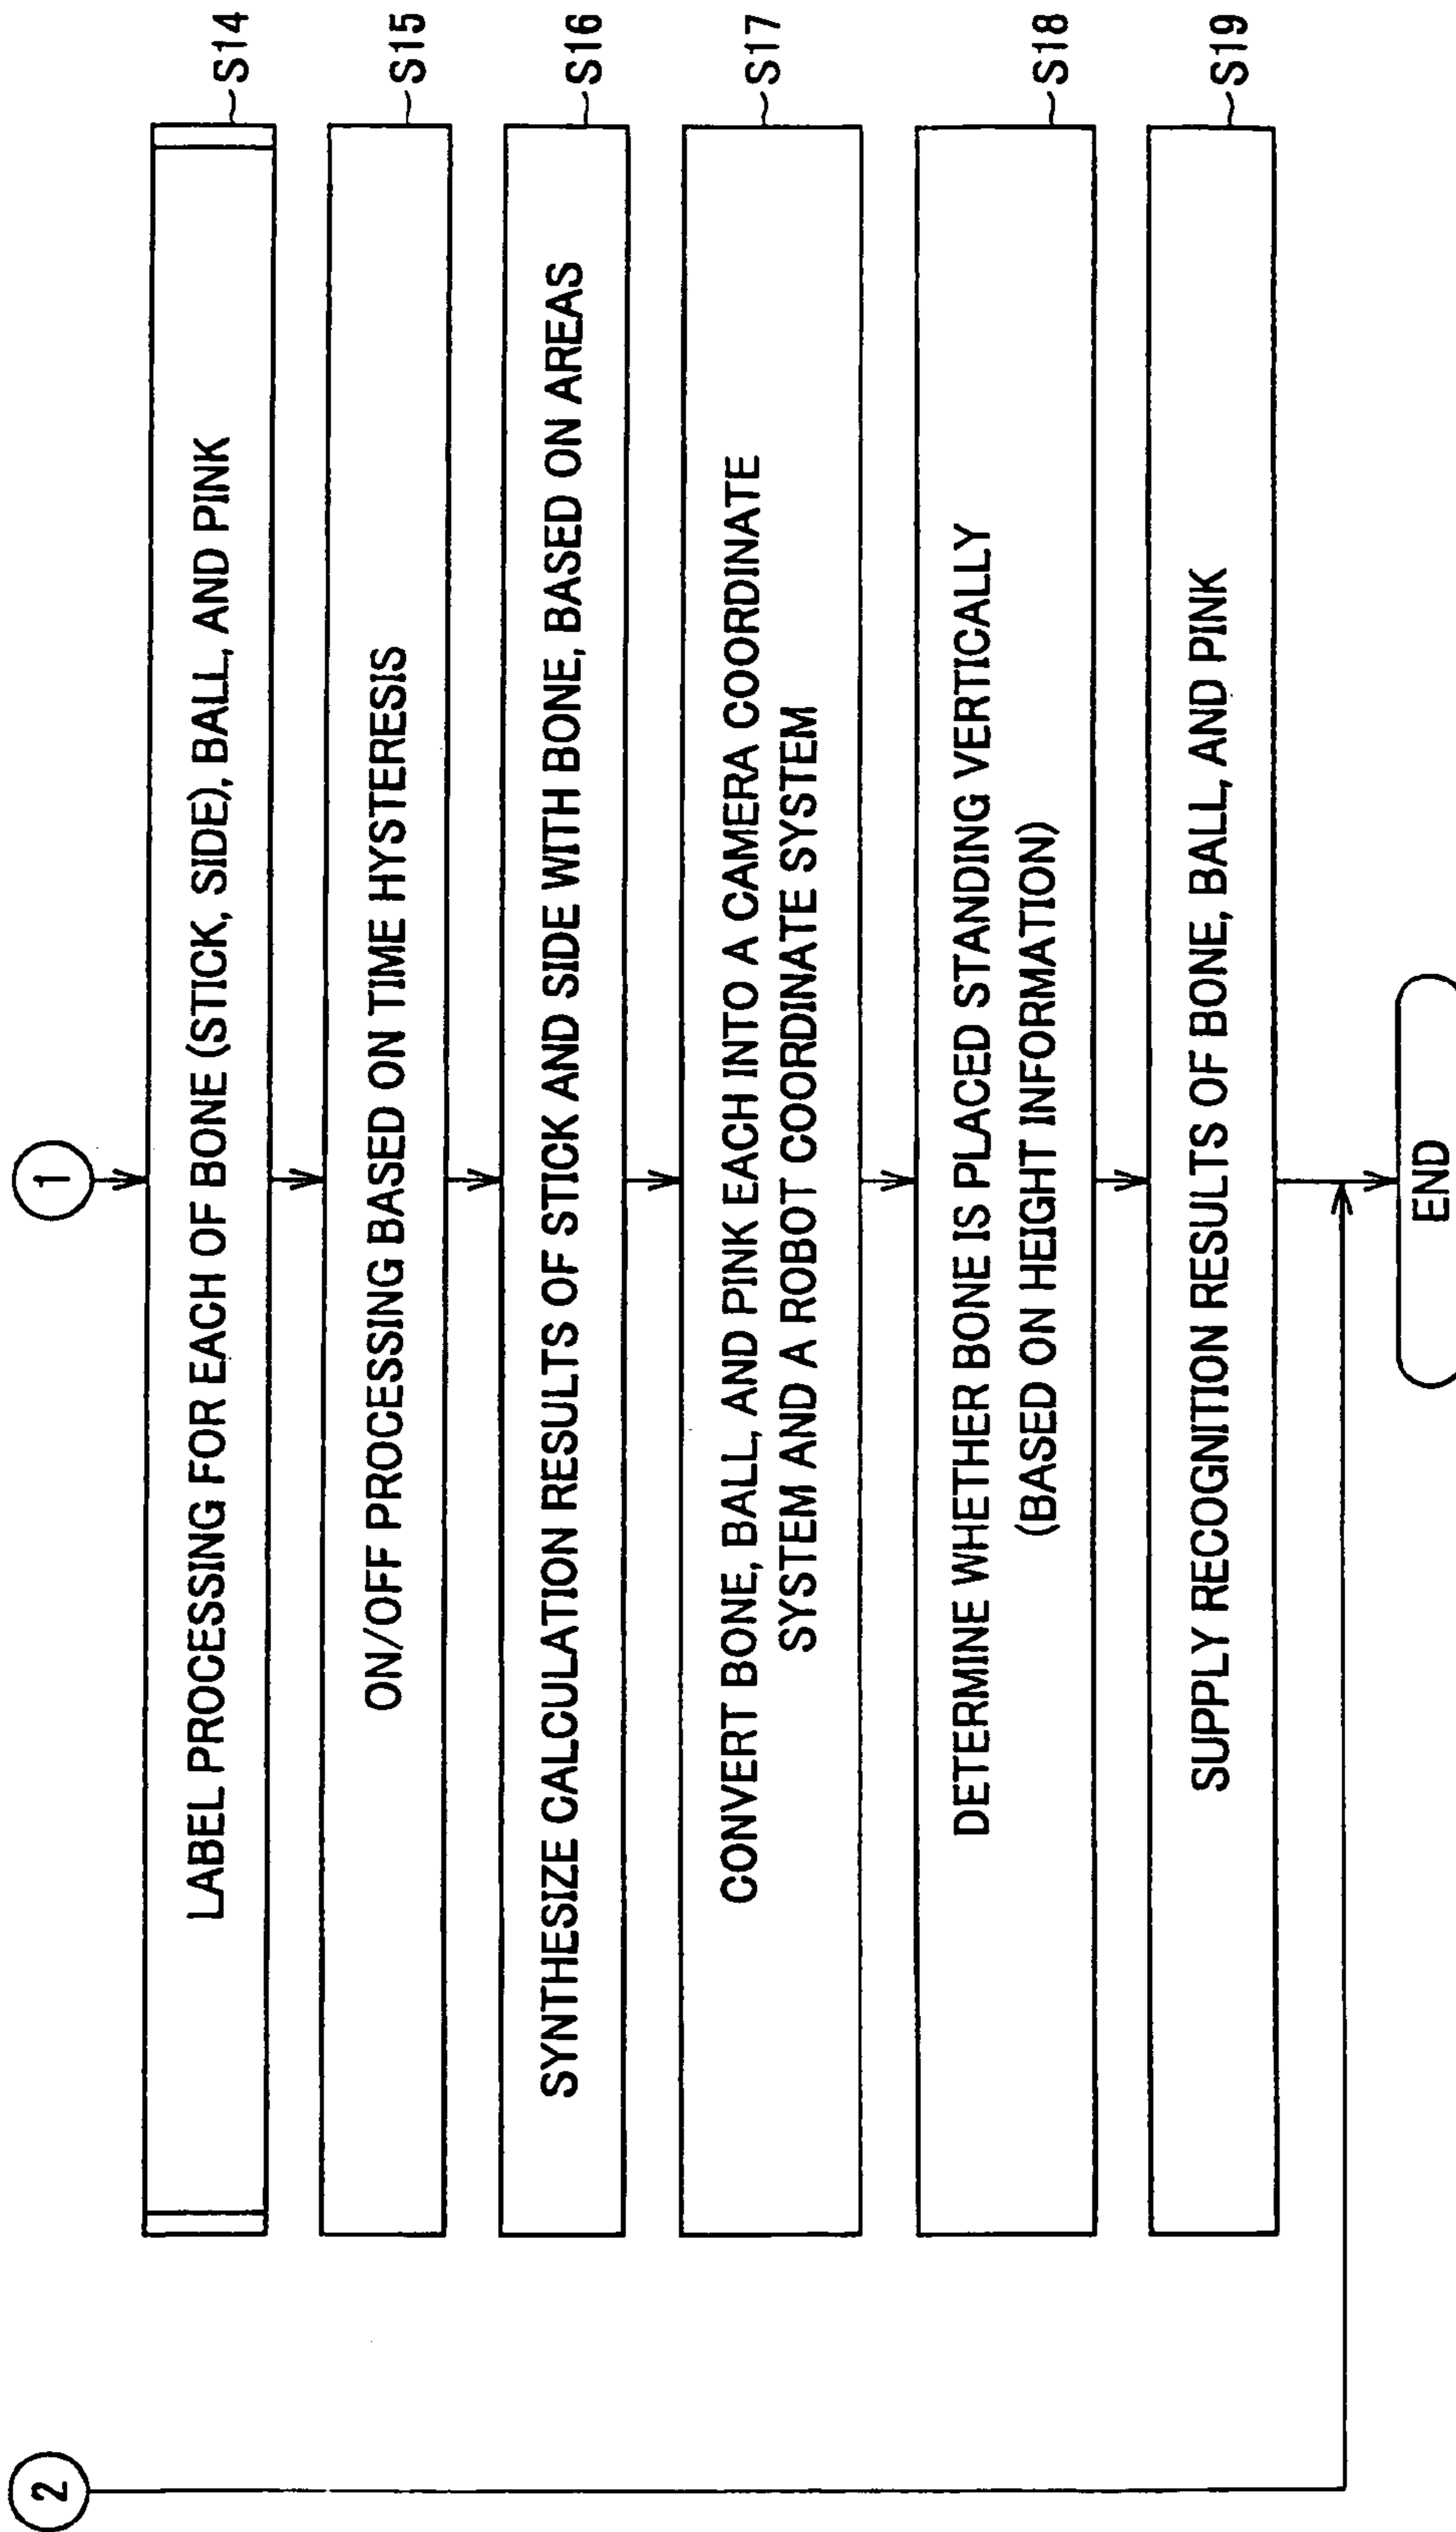 1
LABEL PROCESSING FOR EACH OF BONE (STICK, SIDE), BALL, AND PINK
S14
ON/OFF PROCESSING BASED ON TIME HYSTERESIS
S15
SYNTHESIZE CALCULATION RESULTS OF STICK AND SIDE WITH BONE, BASED ON AREAS
S16
CONVERT BONE, BALL, AND PINK EACH INTO A CAMERA COORDINATE
SYSTEM AND A ROBOT COORDINATE SYSTEM
S17
DETERMINE WHETHER BONE IS PLACED STANDING VERTICALLY
(BASED ON HEIGHT INFORMATION)
S18
SUPPLY RECOGNITION RESULTS OF BONE, BALL, AND PINK
S19
2
END